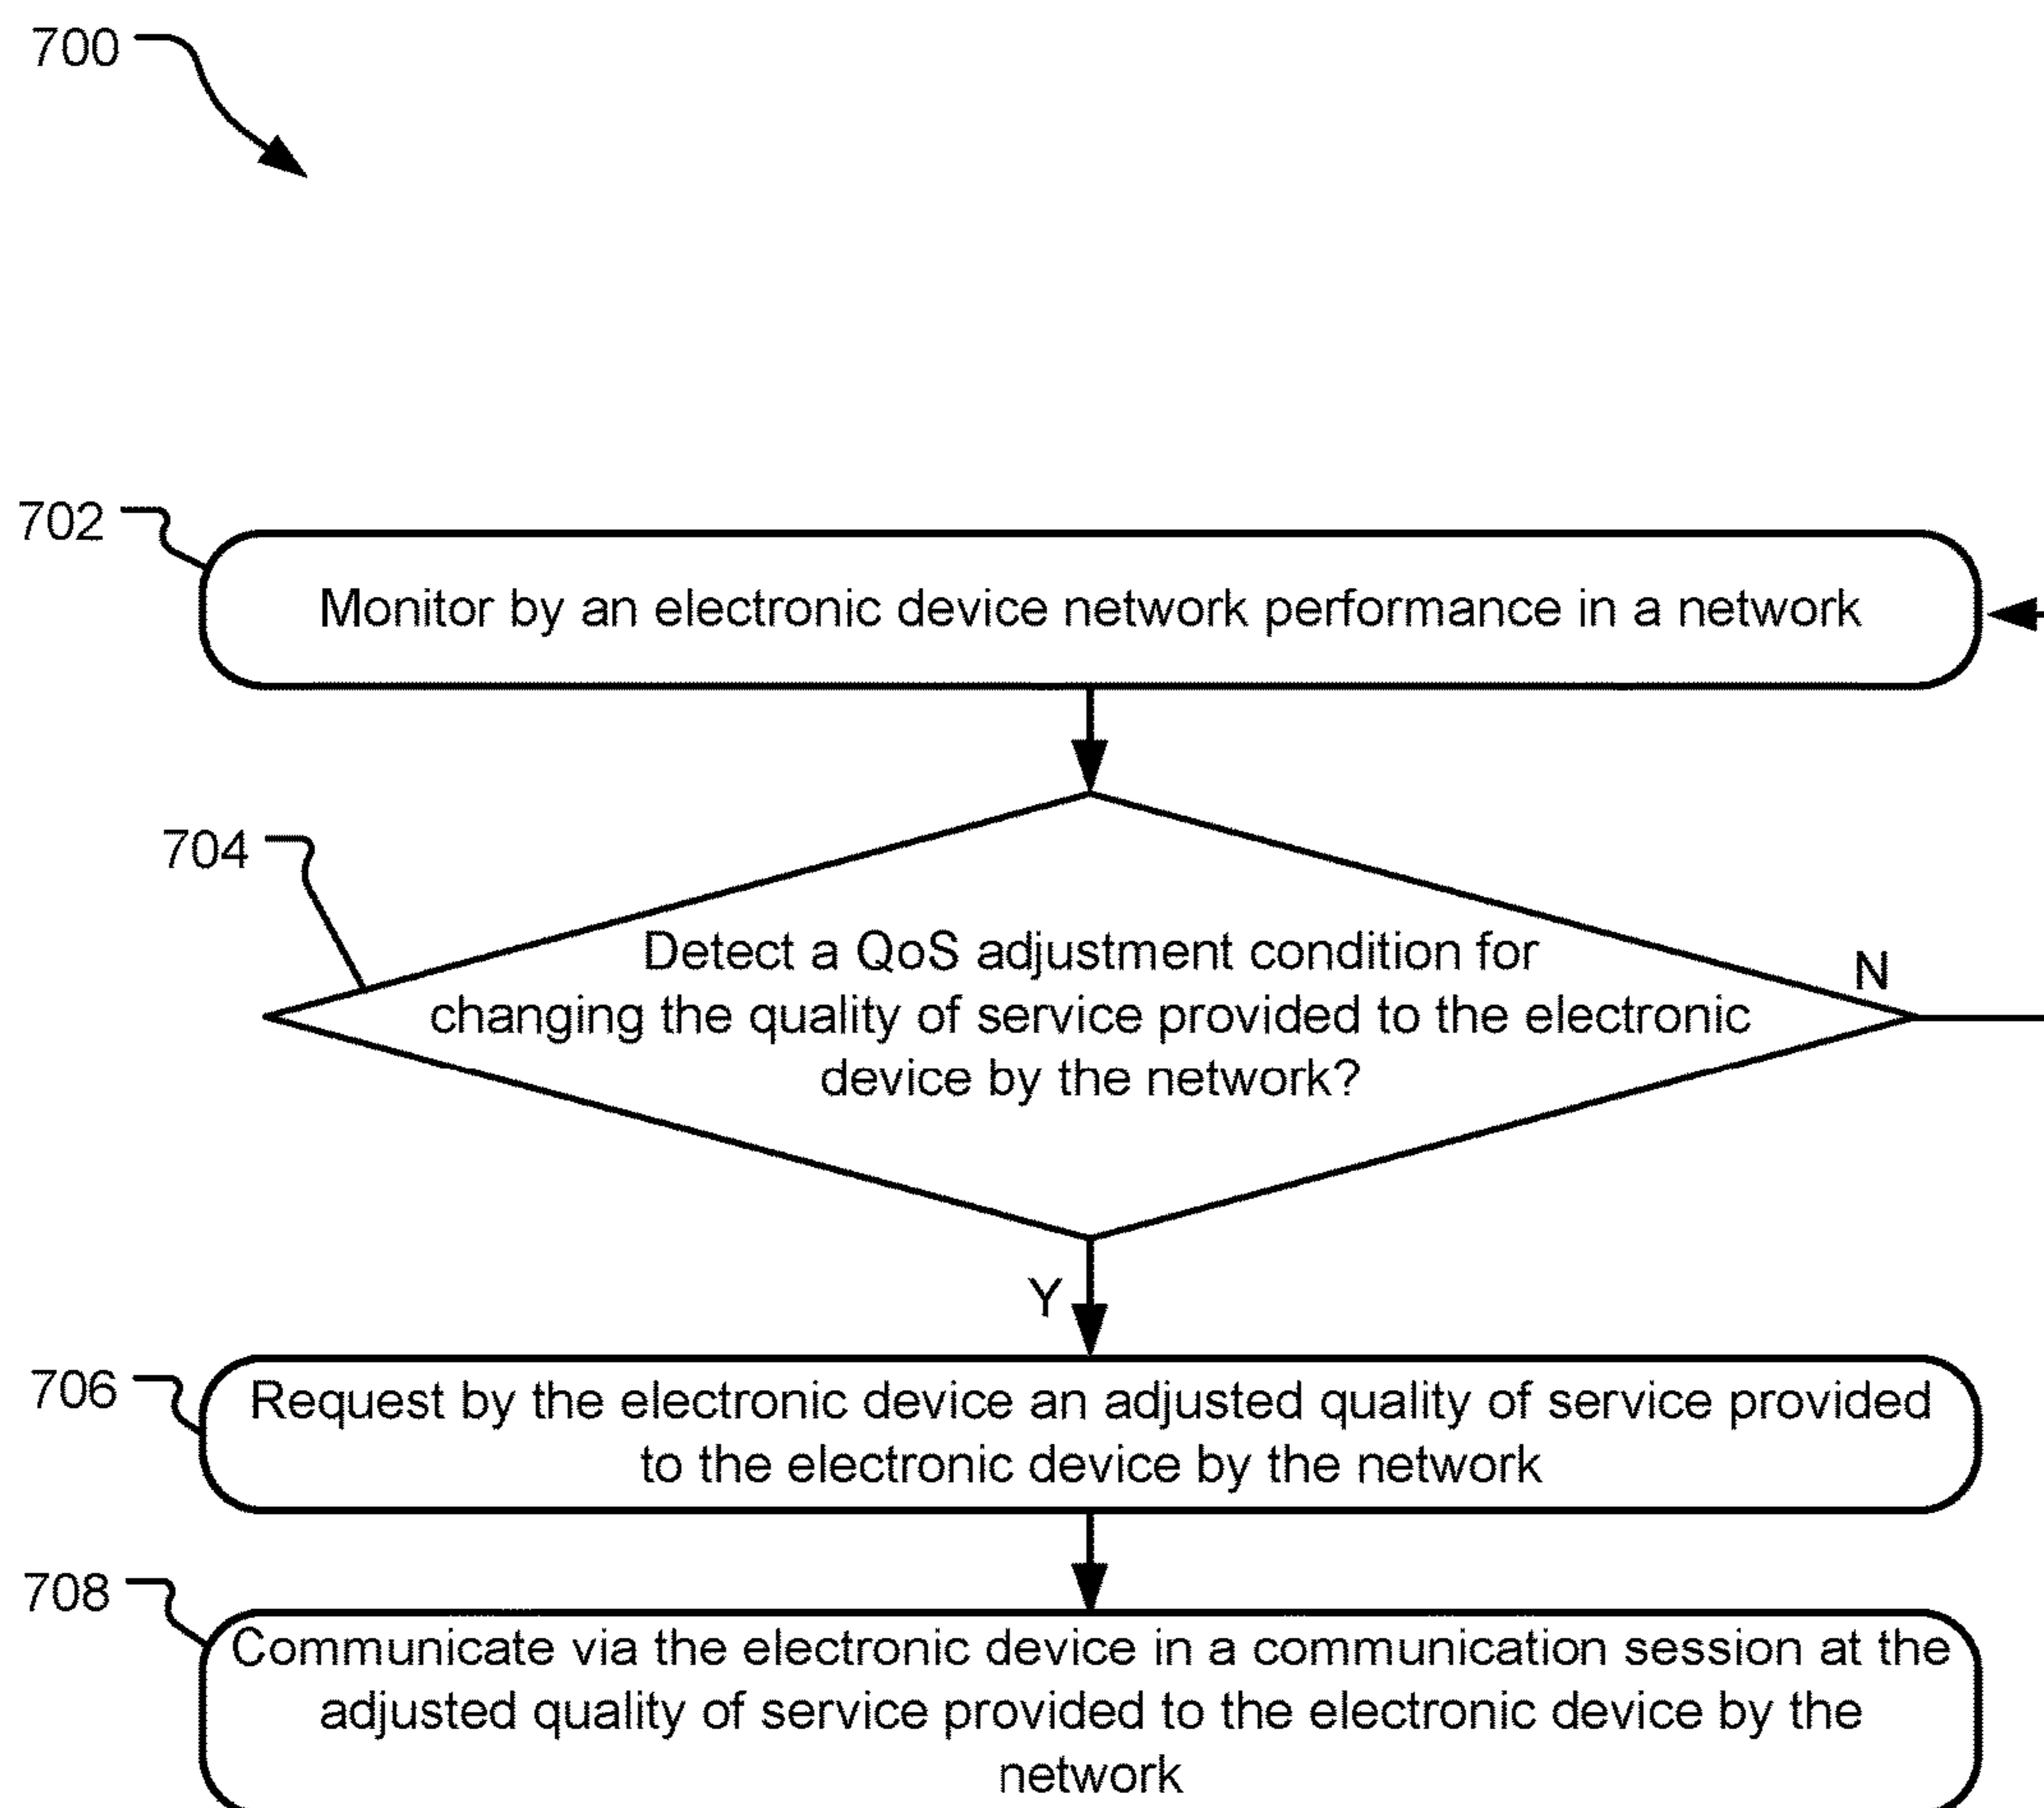 700
702
Monitor by an electronic device network performance in a network
704
Detect a QoS adjustment condition for
changing the quality of service provided to the electronic
device by the network?
N
Y
706
Request by the electronic device an adjusted quality of service provided
to the electronic device by the network
708
Communicate via the electronic device in a communication session at the
adjusted quality of service provided to the electronic device by the
network